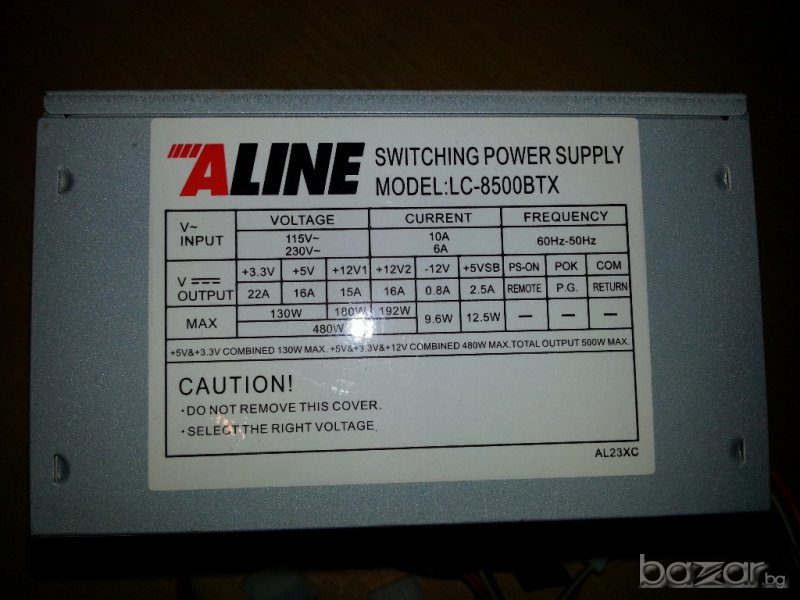 ALINE
SWITCHING POWER SUPPLY
MODEL:LC-8500BTX
V~ INPUT VOLTAGE CURRENT FREQUENCY
115V~ 10A 60Hz-50Hz
230V~ 6A
V OUTPUT +3.3V +5V +12V1 +12V2 -12V +5VSB PS-ON POK COM
22A 16A 15A 16A 0.8A 2.5A REMOTE P.G. RETURN
MAX 130W 180W 192W 9.6W 12.5W — — —
480W
+5V&+3.3V COMBINED 130W MAX. +5V&+3.3V&+12V COMBINED 480W MAX.TOTAL OUTPUT 500W MAX.
CAUTION!
·DO NOT REMOVE THIS COVER.
·SELECT THE RIGHT VOLTAGE.
AL23XC
bazar.bg